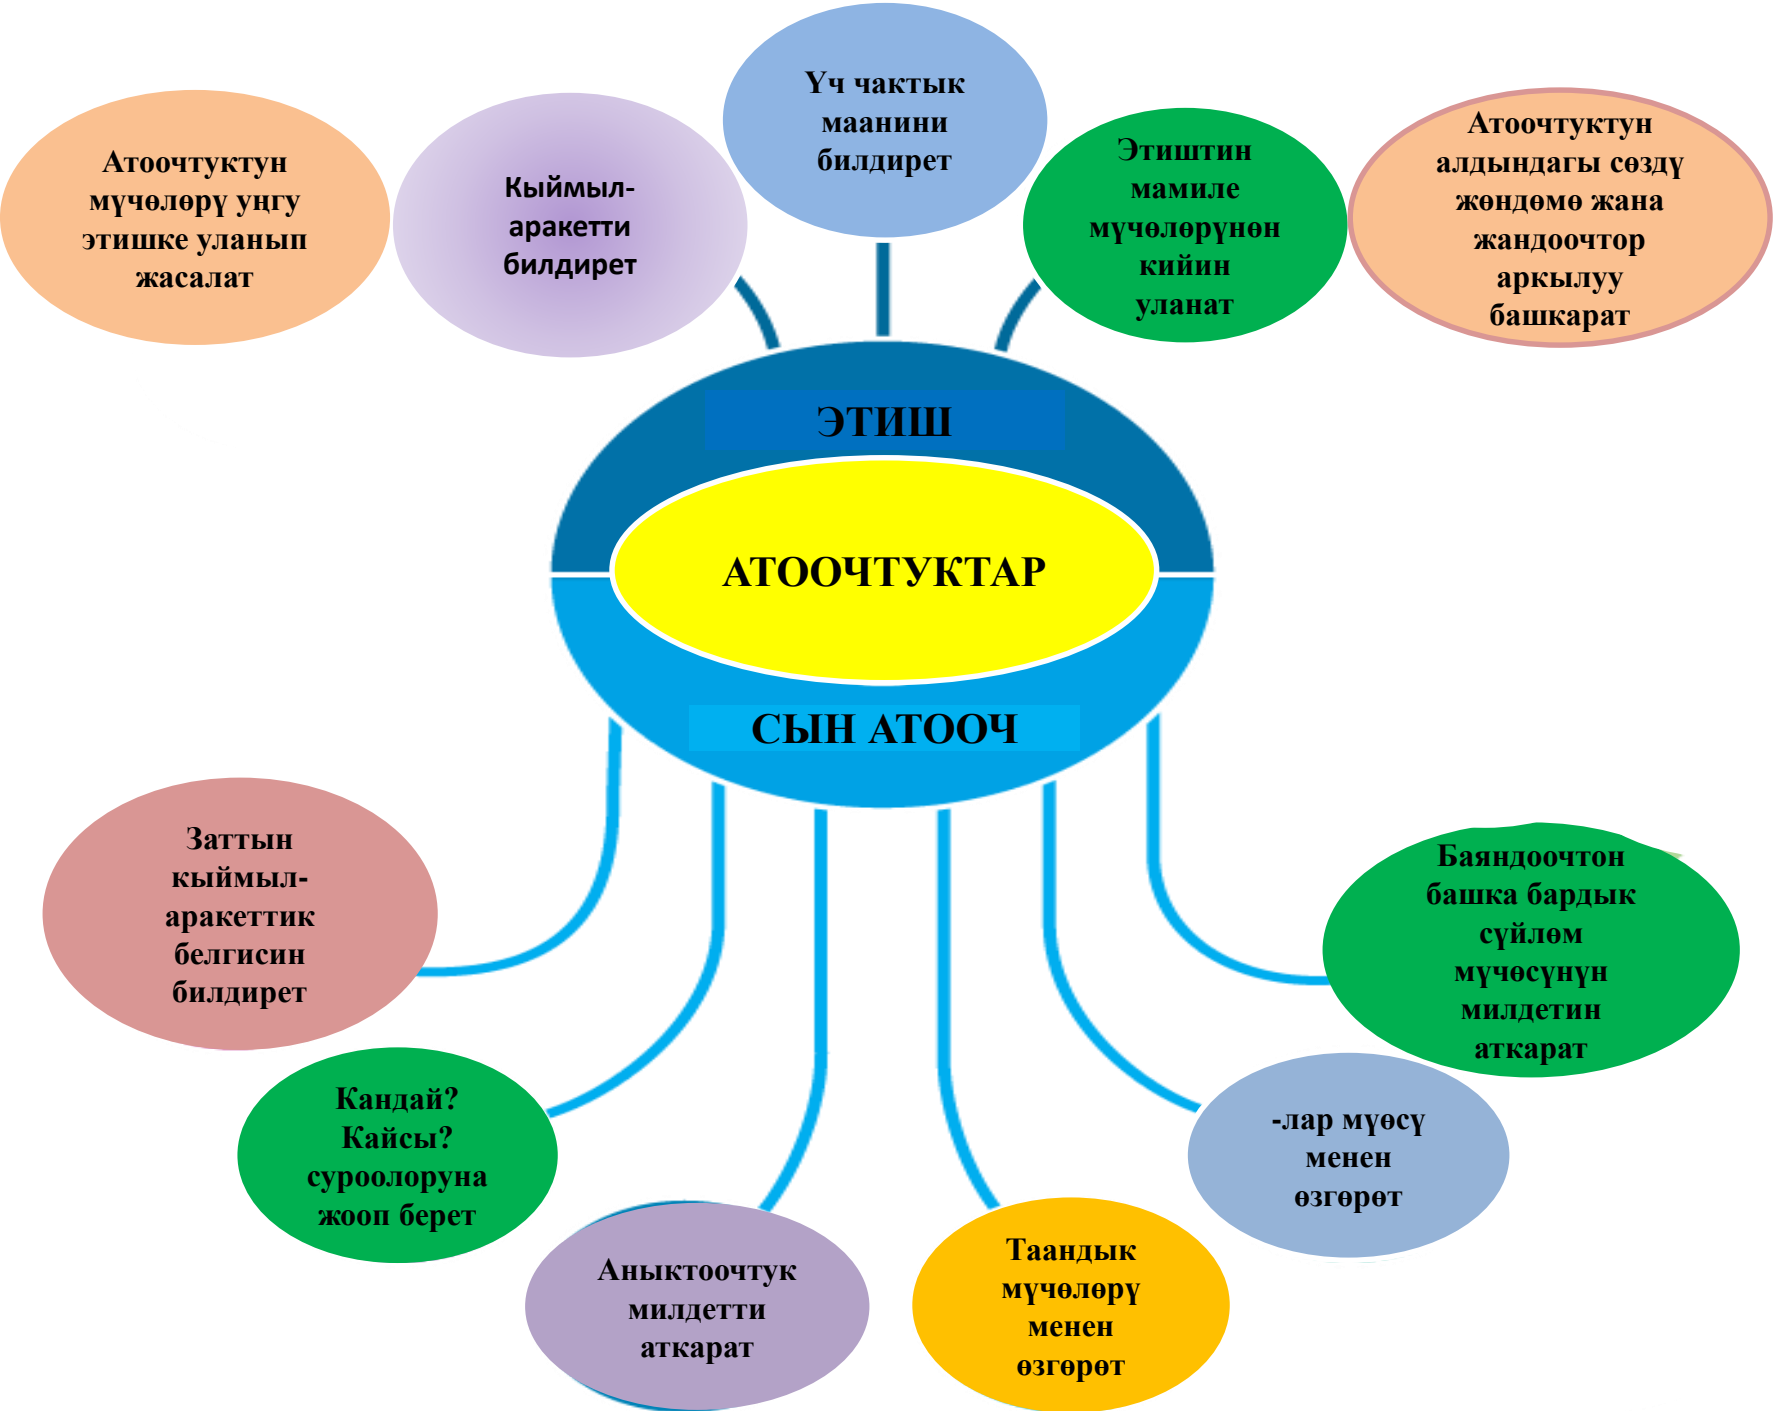 Атоочтуктун
мүчөлөрү уңгу
этишке уланып
жасалат
Кыймыл-
аракетти
билдирет
Үч чактык
маанини
билдирет
Этиштин
мамиле
мүчөлөрүнөн
кийин
уланат
Атоочтуктун
алдындагы сөздү
жөндөмө жана
жандоочтор
аркылуу
башкарат
ЭТИШ
АТООЧТУКТАР
СЫН АТООЧ
Заттын
кыймыл-
аракеттик
белгисин
билдирет
Кандай?
Кайсы?
суроолоруна
жооп берет
Аныктоочтук
милдетти
аткарат
Таандык
мүчөлөрү
менен
өзгөрөт
-лар мүөсү
менен
өзгөрөт
Баяндоочтон
башка бардык
сүйлөм
мүчөсүнүн
милдетин
аткарат